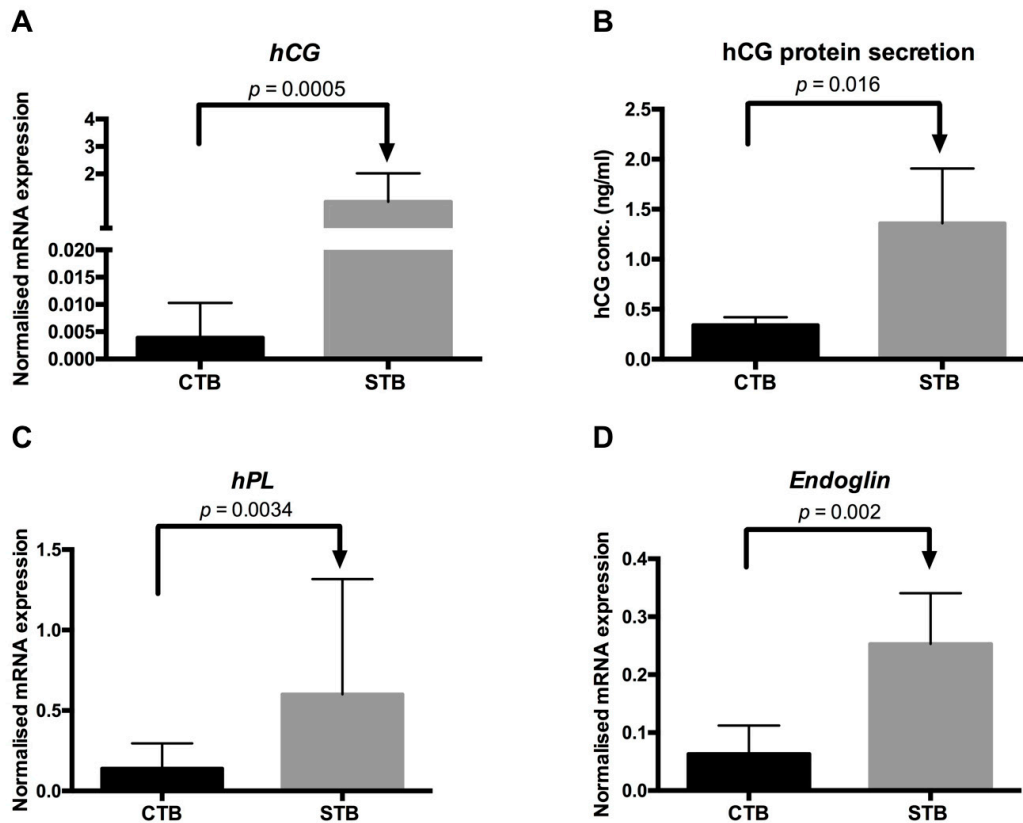 A
hCG
p = 0.0005
Normalised mRNA expression
4
3
2
0.020
0.015
0.010
0.005
0.000
CTB
STB
B
hCG protein secretion
p = 0.016
hCG conc. (ng/ml)
2.5
2.0
1.5
1.0
0.5
0.0
CTB
STB
C
hPL
p = 0.0034
Normalised mRNA expression
1.5
1.0
0.5
0.0
CTB
STB
D
Endoglin
p = 0.002
Normalised mRNA expression
0.4
0.3
0.2
0.1
0.0
CTB
STB